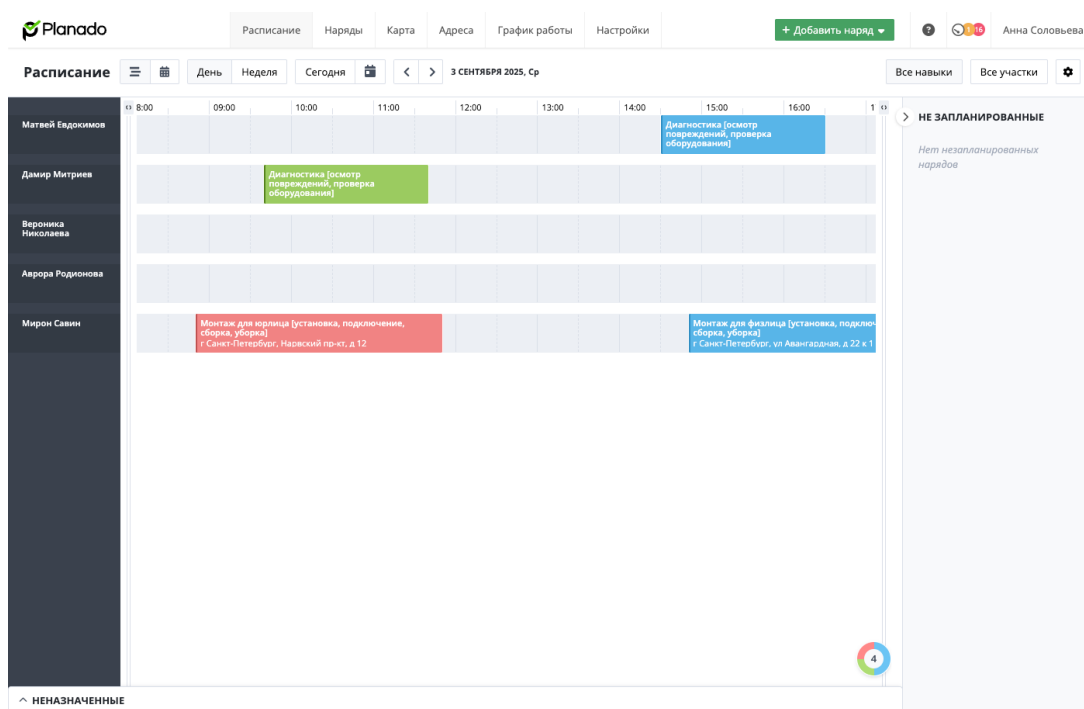 Planado
Расписание
Наряды
Карта
Адреса
График работы
Настройки
+ Добавить наряд
?
1
16
Анна Соловьева
Расписание
День
Неделя
Сегодня
3 СЕНТЯБРЯ 2025, Ср
Все навыки
Все участки
8:00 09:00 10:00 11:00 12:00 13:00 14:00 15:00 16:00 1
НЕ ЗАПЛАНИРОВАННЫЕ
Нет незапланированных
нарядов
Матвей Евдокимов
Диагностика [осмотр
повреждений, проверка
оборудования]
Дамир Митриев
Диагностика [осмотр
повреждений, проверка
оборудования]
Вероника
Николаева
Аврора Родионова
Мирон Савин
Монтаж для юрлица [установка, подключение,
сборка, уборка]
г Санкт-Петербург, Нарвский пр-кт, д 12
Монтаж для физлица [установка, подклю
сборка, уборка]
г Санкт-Петербург, ул Авангардная, д 22 к 1
4
НЕНАЗНАЧЕННЫЕ